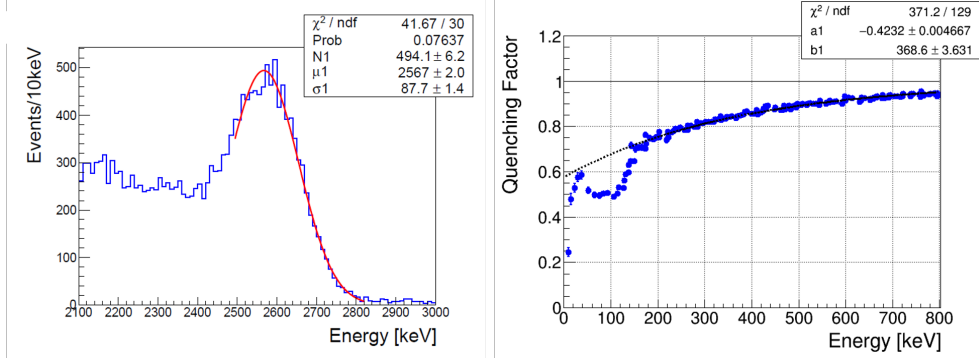 χ² / ndf 41.67 / 30
Prob 0.07637
N1 494.1 ± 6.2
μ1 2567 ± 2.0
σ1 87.7 ± 1.4
Events/10keV
500
400
300
200
100
0
2100 2200 2300 2400 2500 2600 2700 2800 2900 3000
Energy [keV]
χ² / ndf 371.2 / 129
a1 −0.4232 ± 0.004667
b1 368.6 ± 3.631
Quenching Factor
1.2
1
0.8
0.6
0.4
0.2
0
0 100 200 300 400 500 600 700 800
Energy [keV]